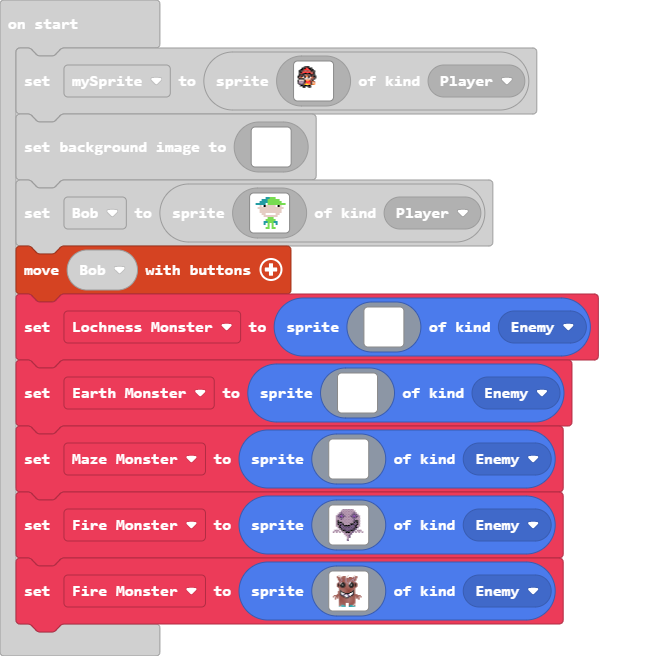 on start
set mySprite to sprite of kind Player
set background image to
set Bob to sprite of kind Player
move Bob with buttons
set Lochness Monster to sprite of kind Enemy
set Earth Monster to sprite of kind Enemy
set Maze Monster to sprite of kind Enemy
set Fire Monster to sprite of kind Enemy
set Fire Monster to sprite of kind Enemy